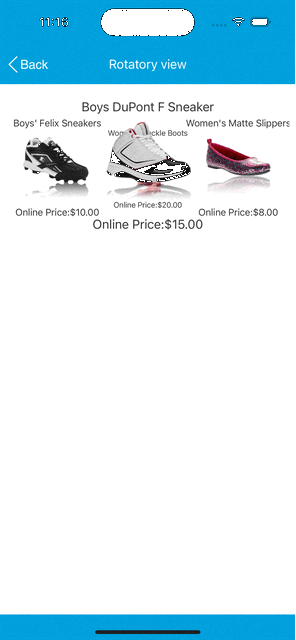 11:16
Back
Rotatory view
Boys DuPont F Sneaker
Boys' Felix Sneakers
Women's Matte Slippers
Online Price:$20.00
Online Price:$10.00
Online Price:$8.00
Online Price:$15.00